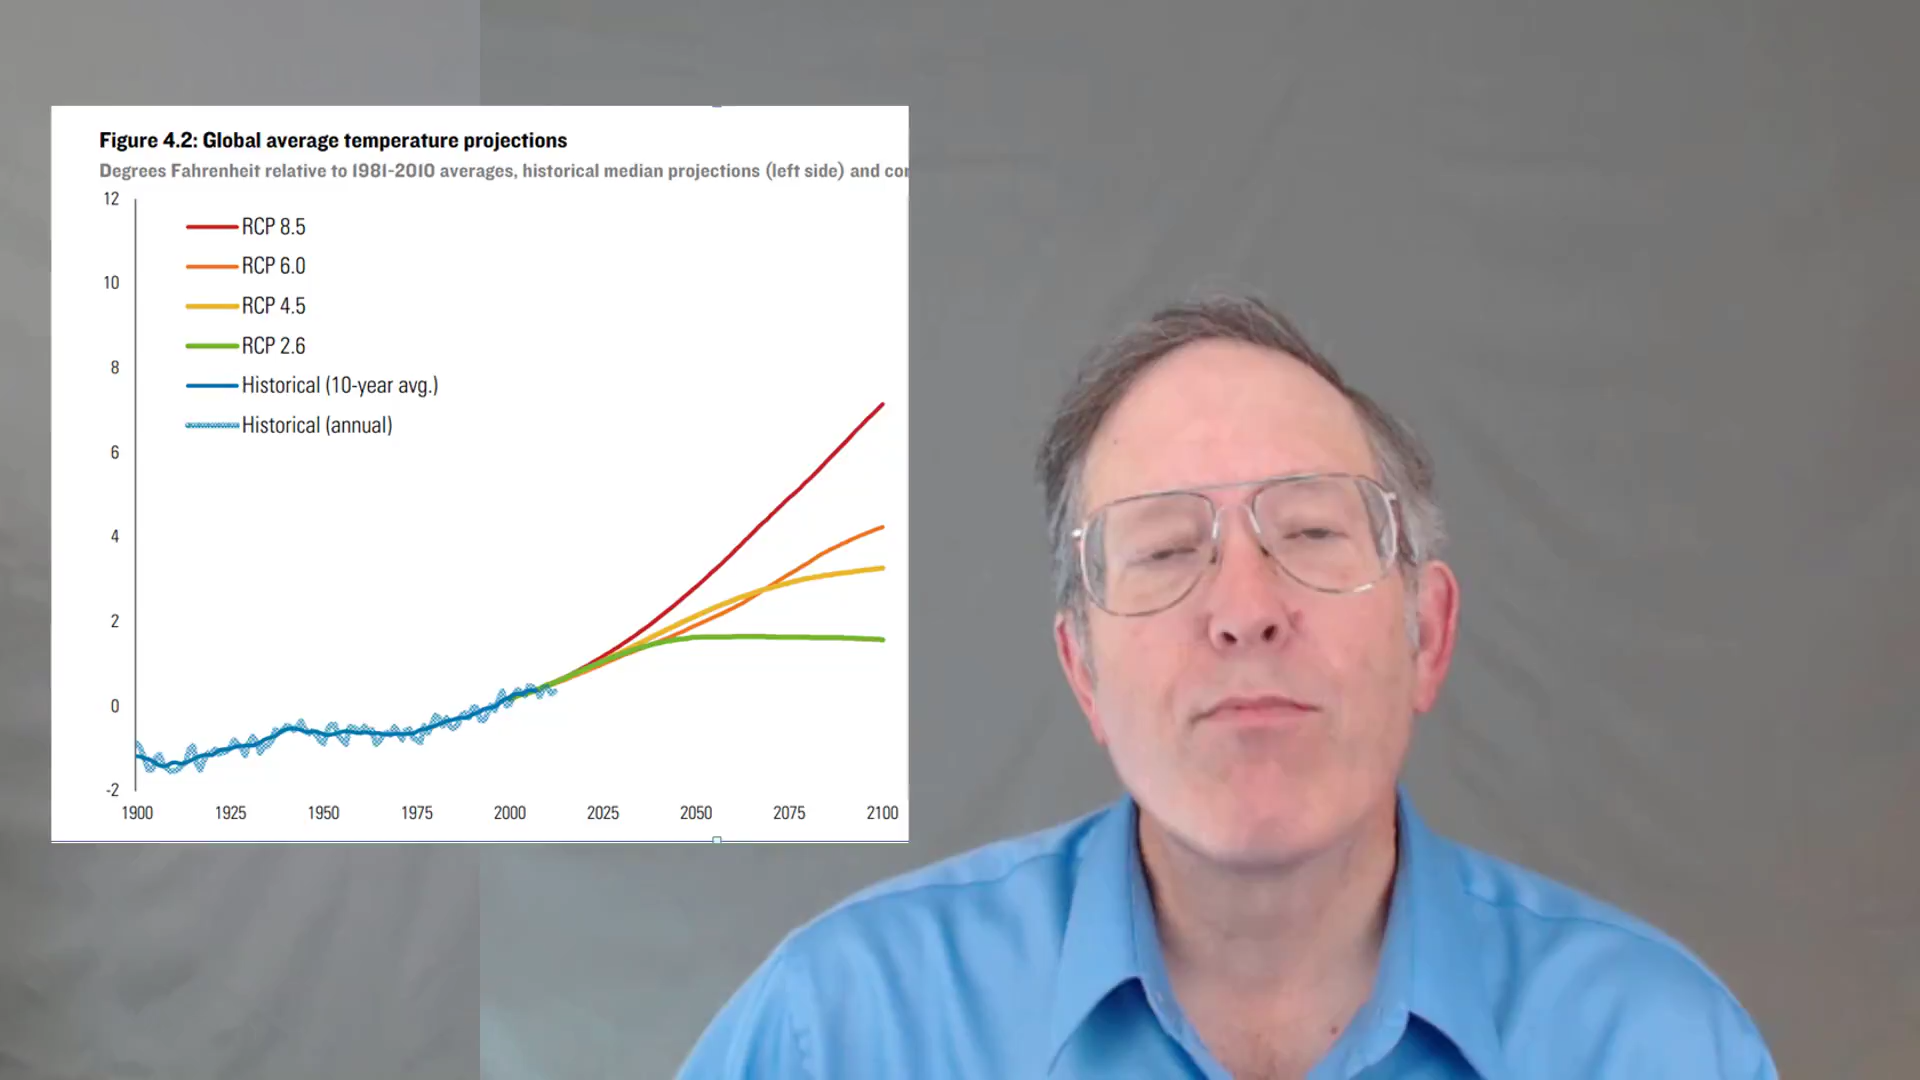 Figure 4.2: Global average temperature projections
Degrees Fahrenheit relative to 1981-2010 averages, historical median projections (left side) and
12
RCP 8.5
RCP 6.0
10
RCP 4.5
RCP 2.6
8
Historical (10-year avg.)
Historical (annual)
6
4
2
0
-2
1900 1925 1950 1975 2000 2025 2050 2075 2100